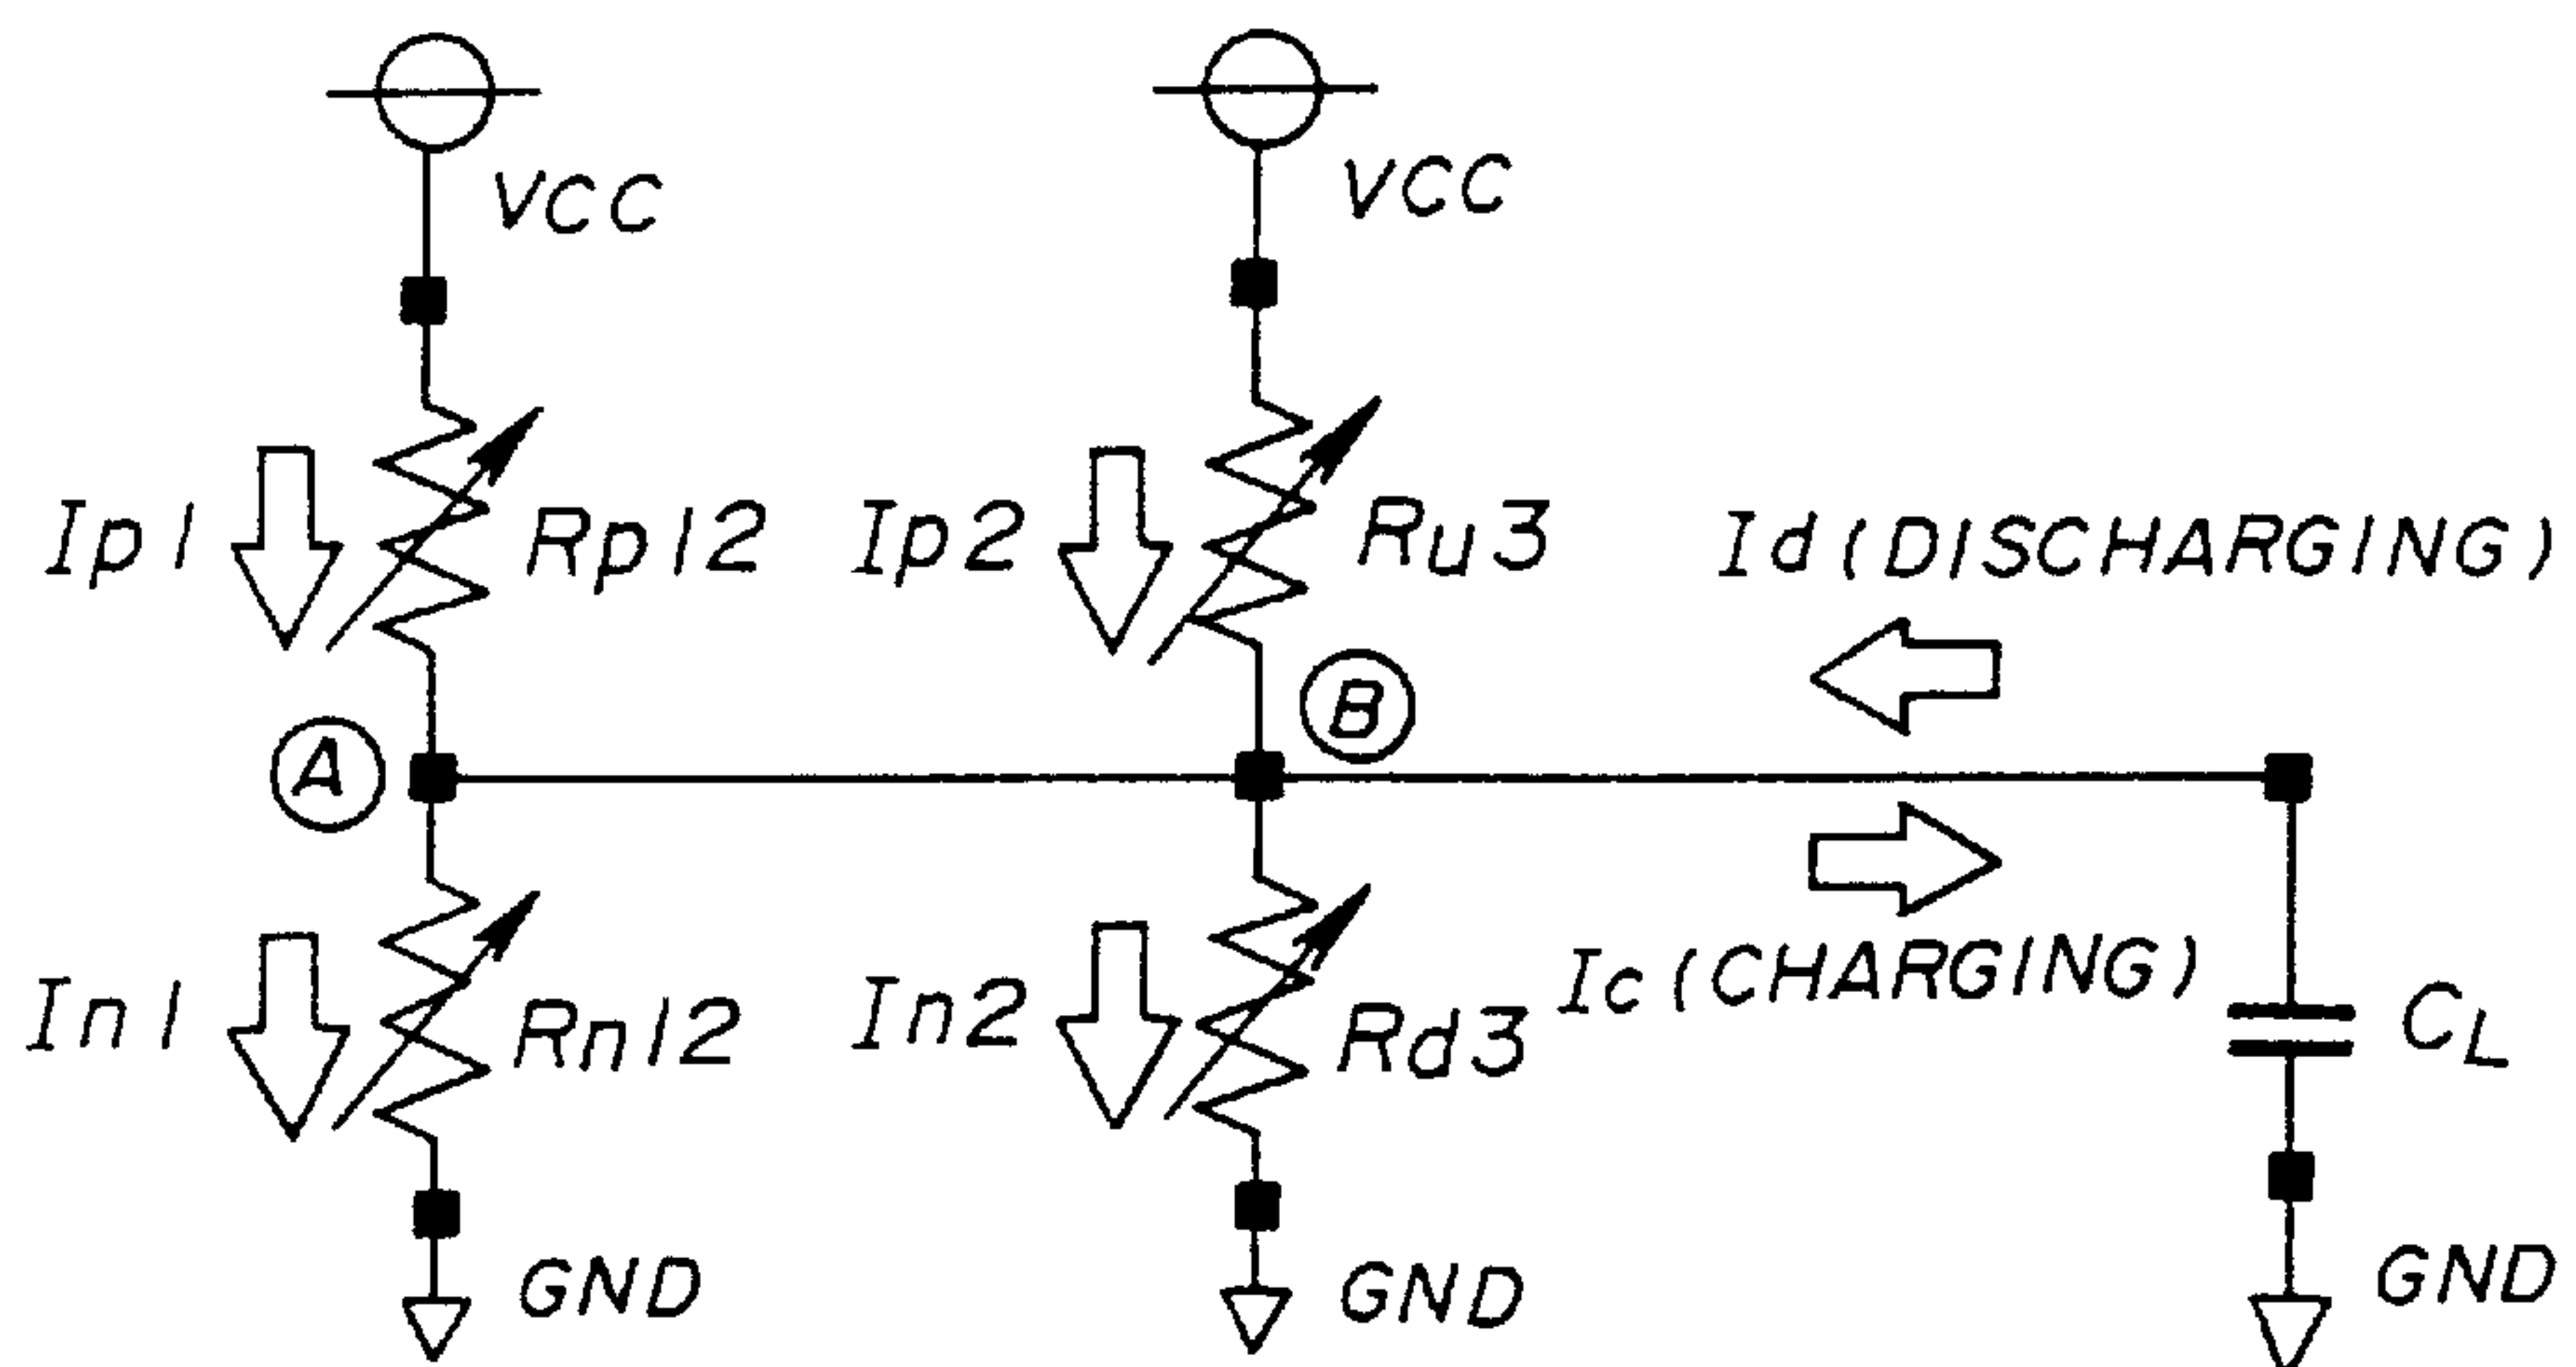 VCC
VCC
Ip1
Rp12
Ip2
Ru3
Id (DISCHARGING)
A
B
In1
Rn12
In2
Rd3
Ic (CHARGING)
CL
GND
GND
GND